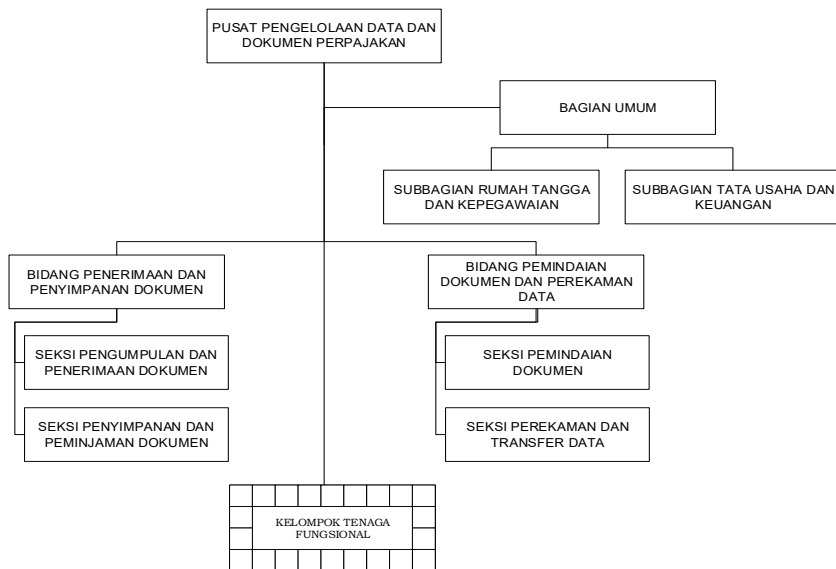 PUSAT PENGELOLAAN DATA DAN
DOKUMEN PERPAJAKAN
BAGIAN UMUM
SUBBAGIAN RUMAH TANGGA
DAN KEPEGAWAIAN
SUBBAGIAN TATA USAHA DAN
KEUANGAN
BIDANG PENERIMAAN DAN
PENYIMPANAN DOKUMEN
BIDANG PEMINDAIAN
DOKUMEN DAN PEREKAMAN
DATA
SEKSI PENGUMPULAN DAN
PENERIMAAN DOKUMEN
SEKSI PEMINDAIAN
DOKUMEN
SEKSI PENYIMPANAN DAN
PEMINJAMAN DOKUMEN
SEKSI PEREKAMAN DAN
TRANSFER DATA
KELOMPOK TENAGA
FUNGSIONAL